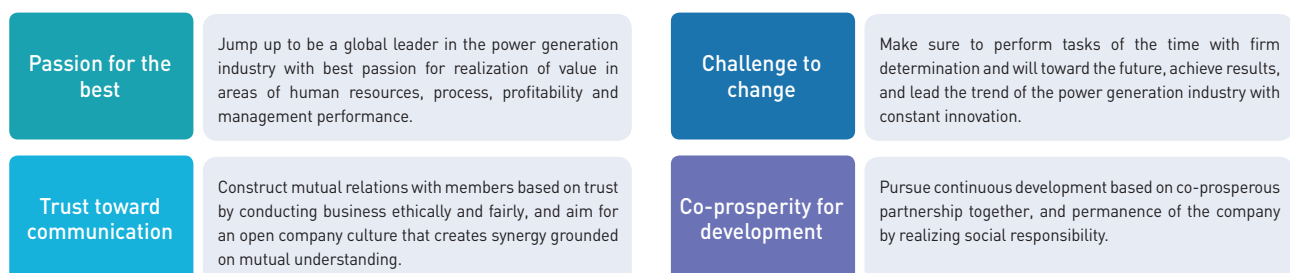 Passion for the
best
Jump up to be a global leader in the power generation
industry with best passion for realization of value in
areas of human resources, process, profitability and
management performance.
Challenge to
change
Make sure to perform tasks of the time with firm
determination and will toward the future, achieve results,
and lead the trend of the power generation industry with
constant innovation.
Trust toward
communication
Construct mutual relations with members based on trust
by conducting business ethically and fairly, and aim for
an open company culture that creates synergy grounded
on mutual understanding.
Co-prosperity for
development
Pursue continuous development based on co-prosperous
partnership together, and permanence of the company
by realizing social responsibility.